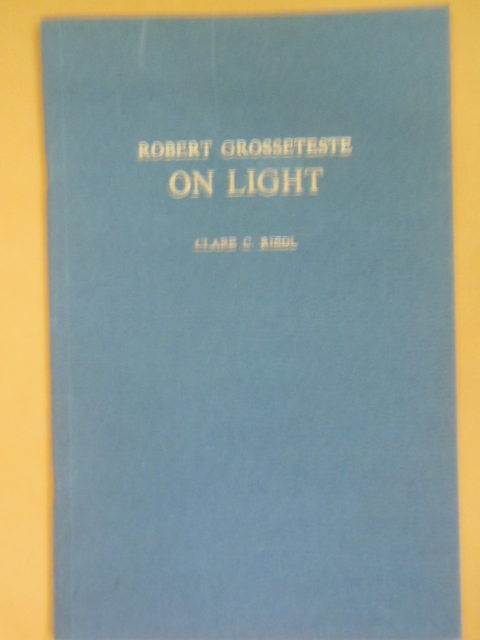 ROBERT GROSSETESTE
ON LIGHT
CLARE C RIEDL